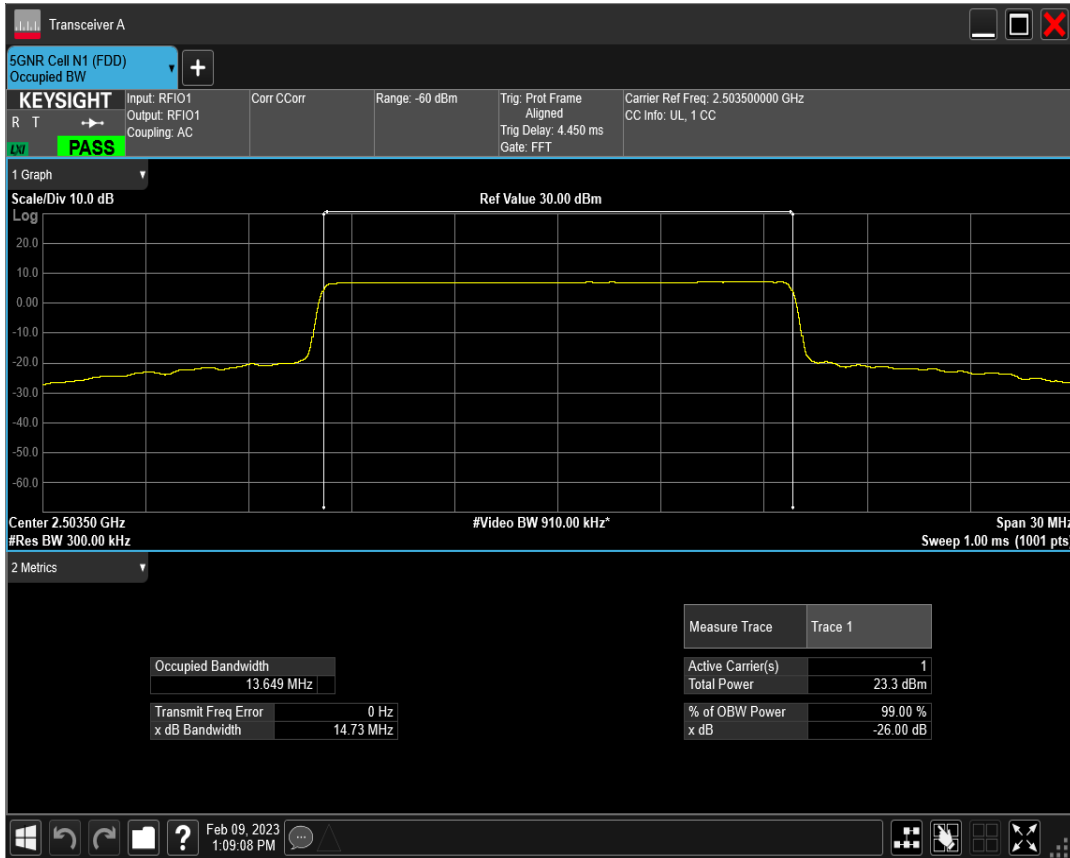 Transceiver A
5GNR Cell N1 (FDD)
Occupied BW
+
KEYSIGHT
R T
LXI
PASS
Input: RFIO1
Output: RFIO1
Coupling: AC
Corr CCorr
Range: -60 dBm
Trig: Prot Frame
Aligned
Trig Delay: 4.450 ms
Gate: FFT
Carrier Ref Freq: 2.503500000 GHz
CC Info: UL, 1 CC
1 Graph
Scale/Div 10.0 dB
Ref Value 30.00 dBm
Log
20.0
10.0
0.00
-10.0
-20.0
-30.0
-40.0
-50.0
-60.0
Center 2.50350 GHz
#Video BW 910.00 kHz*
Span 30 MHz
#Res BW 300.00 kHz
Sweep 1.00 ms (1001 pts)
2 Metrics
Measure Trace Trace 1
Occupied Bandwidth
13.649 MHz
Active Carrier(s) 1
Total Power 23.3 dBm
Transmit Freq Error 0 Hz
x dB Bandwidth 14.73 MHz
% of OBW Power 99.00 %
x dB -26.00 dB
?
Feb 09, 2023
1:09:08 PM